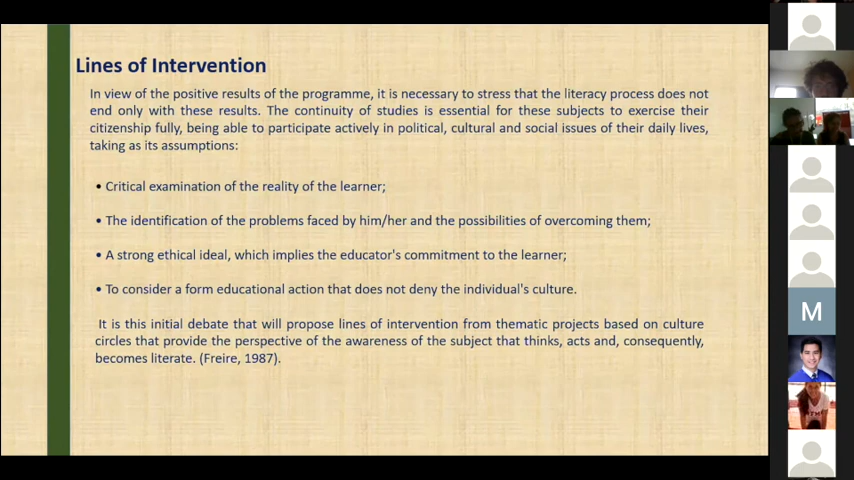 Lines of Intervention
In view of the positive results of the programme, it is necessary to stress that the literacy process does not
end only with these results. The continuity of studies is essential for these subjects to exercise their
citizenship fully, being able to participate actively in political, cultural and social issues of their daily lives,
taking as its assumptions:
• Critical examination of the reality of the learner;
• The identification of the problems faced by him/her and the possibilities of overcoming them;
• A strong ethical ideal, which implies the educator's commitment to the learner;
• To consider a form educational action that does not deny the individual's culture.
It is this initial debate that will propose lines of intervention from thematic projects based on culture
circles that provide the perspective of the awareness of the subject that thinks, acts and, consequently,
becomes literate. (Freire, 1987).
M